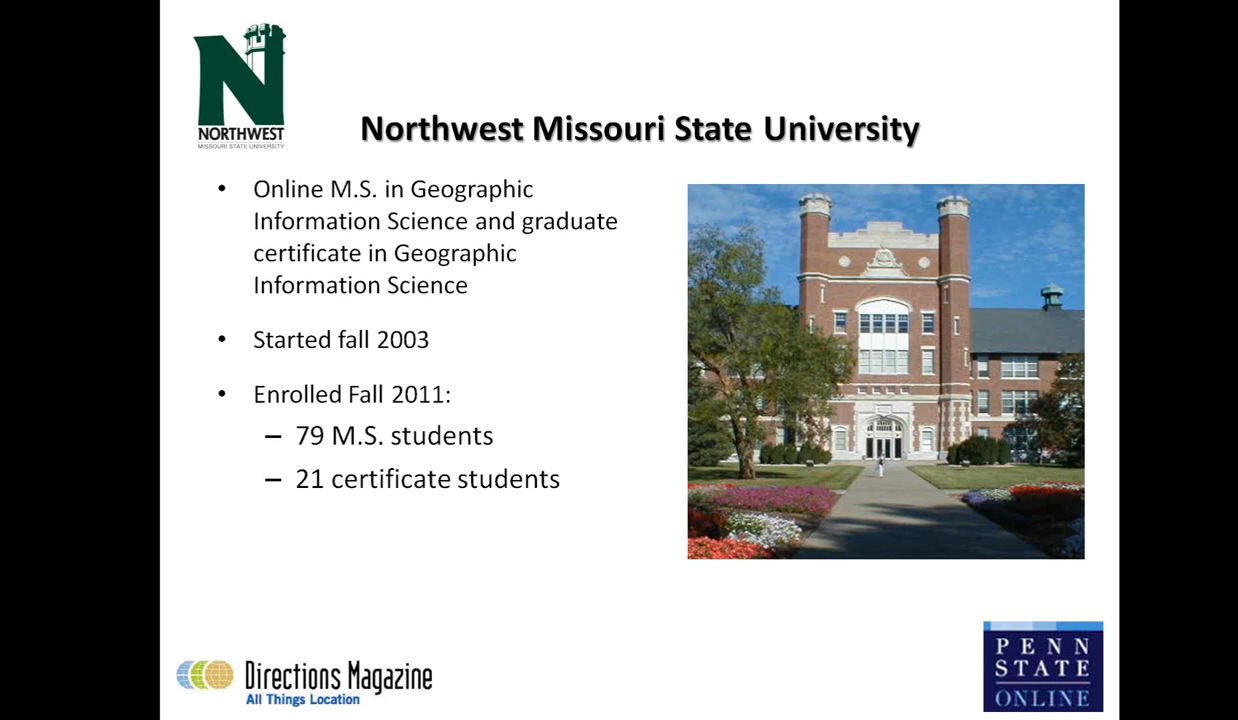 NORTHWEST
MISSOURI STATE UNIVERSITY
Northwest Missouri State University
• Online M.S. in Geographic
Information Science and graduate
certificate in Geographic
Information Science
• Started fall 2003
• Enrolled Fall 2011:
– 79 M.S. students
– 21 certificate students
Directions Magazine
All Things Location
PENN
STATE
ONLINE